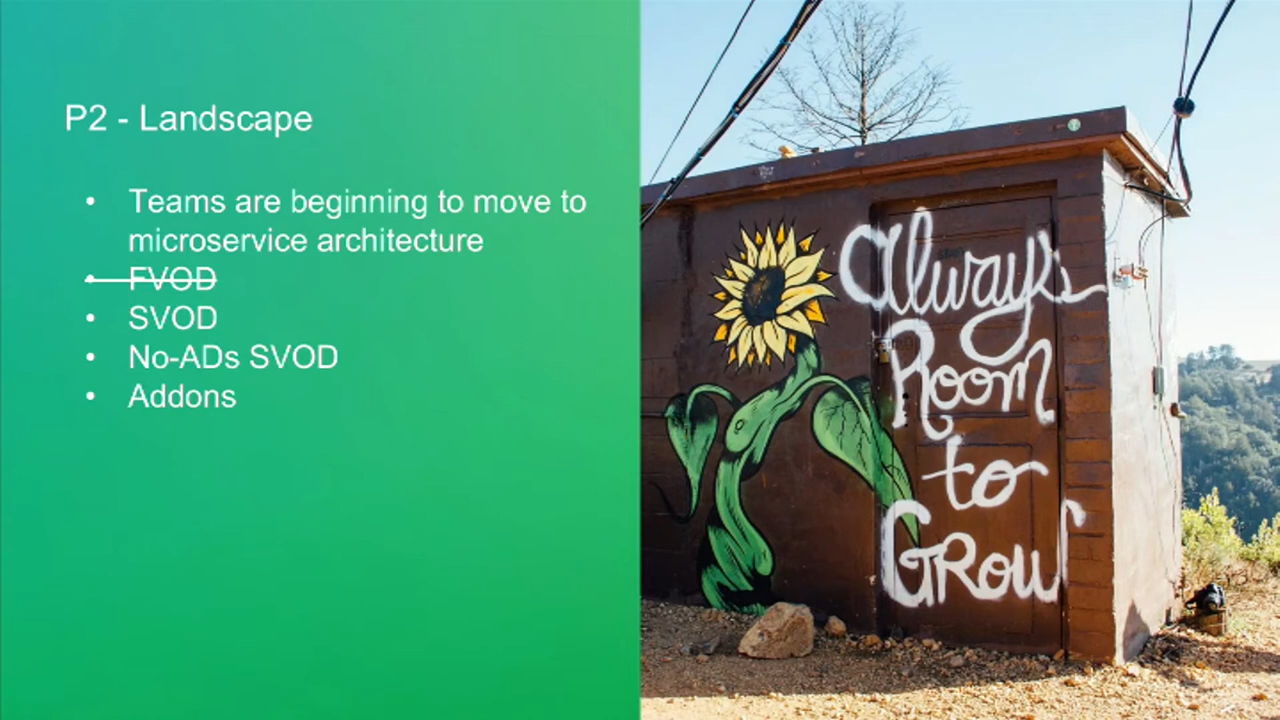 P2 - Landscape
• Teams are beginning to move to
microservice architecture
• FVOD
• SVOD
• No-ADs SVOD
• Addons
Always
Room
to
GRow